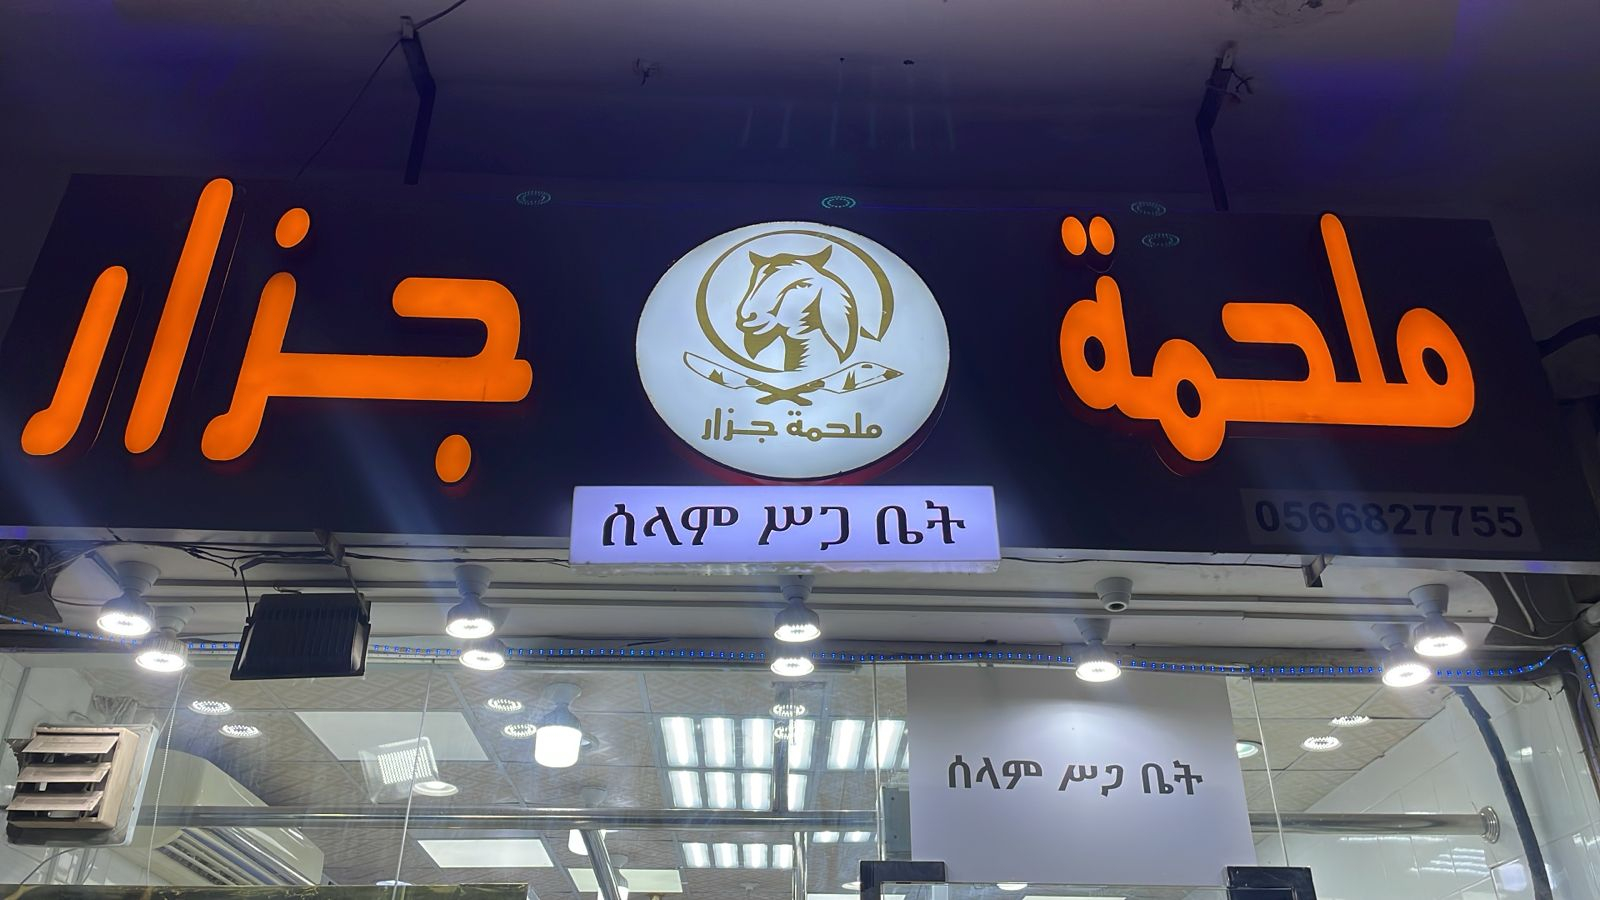 ملحمة جزار
ملحمة جزار
ሰላም ሥጋ ቤት
0566827755
ሰላም ሥጋ ቤት